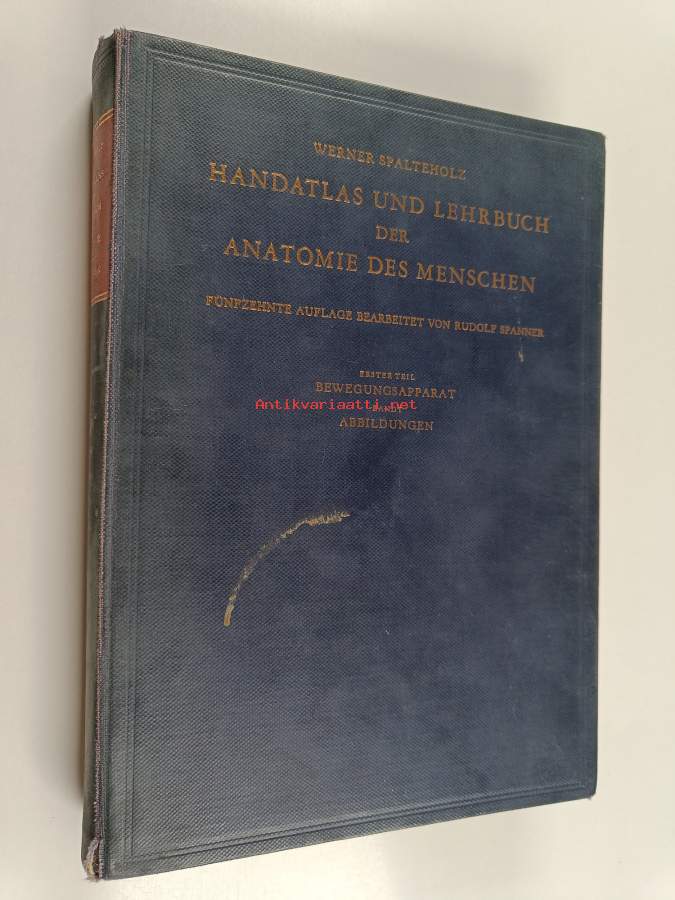 WERNER SPALTEHOLZ
HANDATLAS UND LEHRBUCH
DER
ANATOMIE DES MENSCHEN
FÜNFZEHNTE AUFLAGE BEARBEITET VON RUDOLF SPANNER
ERSTER TEIL
BEWEGUNGSAPPARAT
Antikvariaatti.net
ABBILDUNGEN